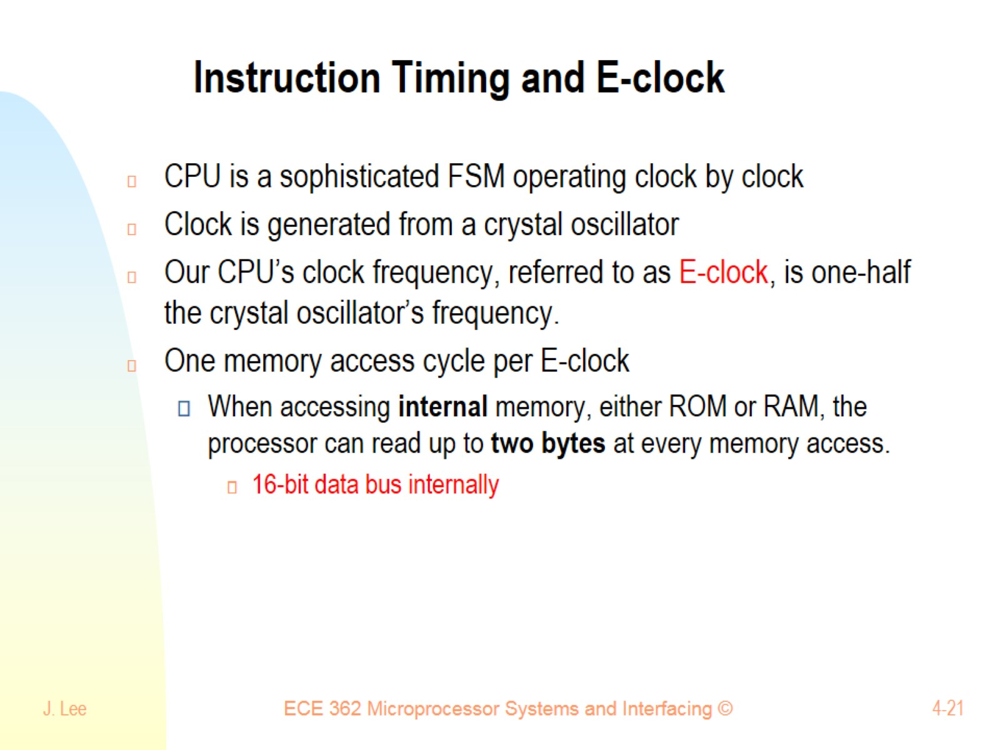 Instruction Timing and E-clock
CPU is a sophisticated FSM operating clock by clock
Clock is generated from a crystal oscillator
Our CPU’s clock frequency, referred to as E-clock, is one-half
the crystal oscillator’s frequency.
One memory access cycle per E-clock
When accessing internal memory, either ROM or RAM, the
processor can read up to two bytes at every memory access.
16-bit data bus internally
J. Lee
ECE 362 Microprocessor Systems and Interfacing ©
4-21